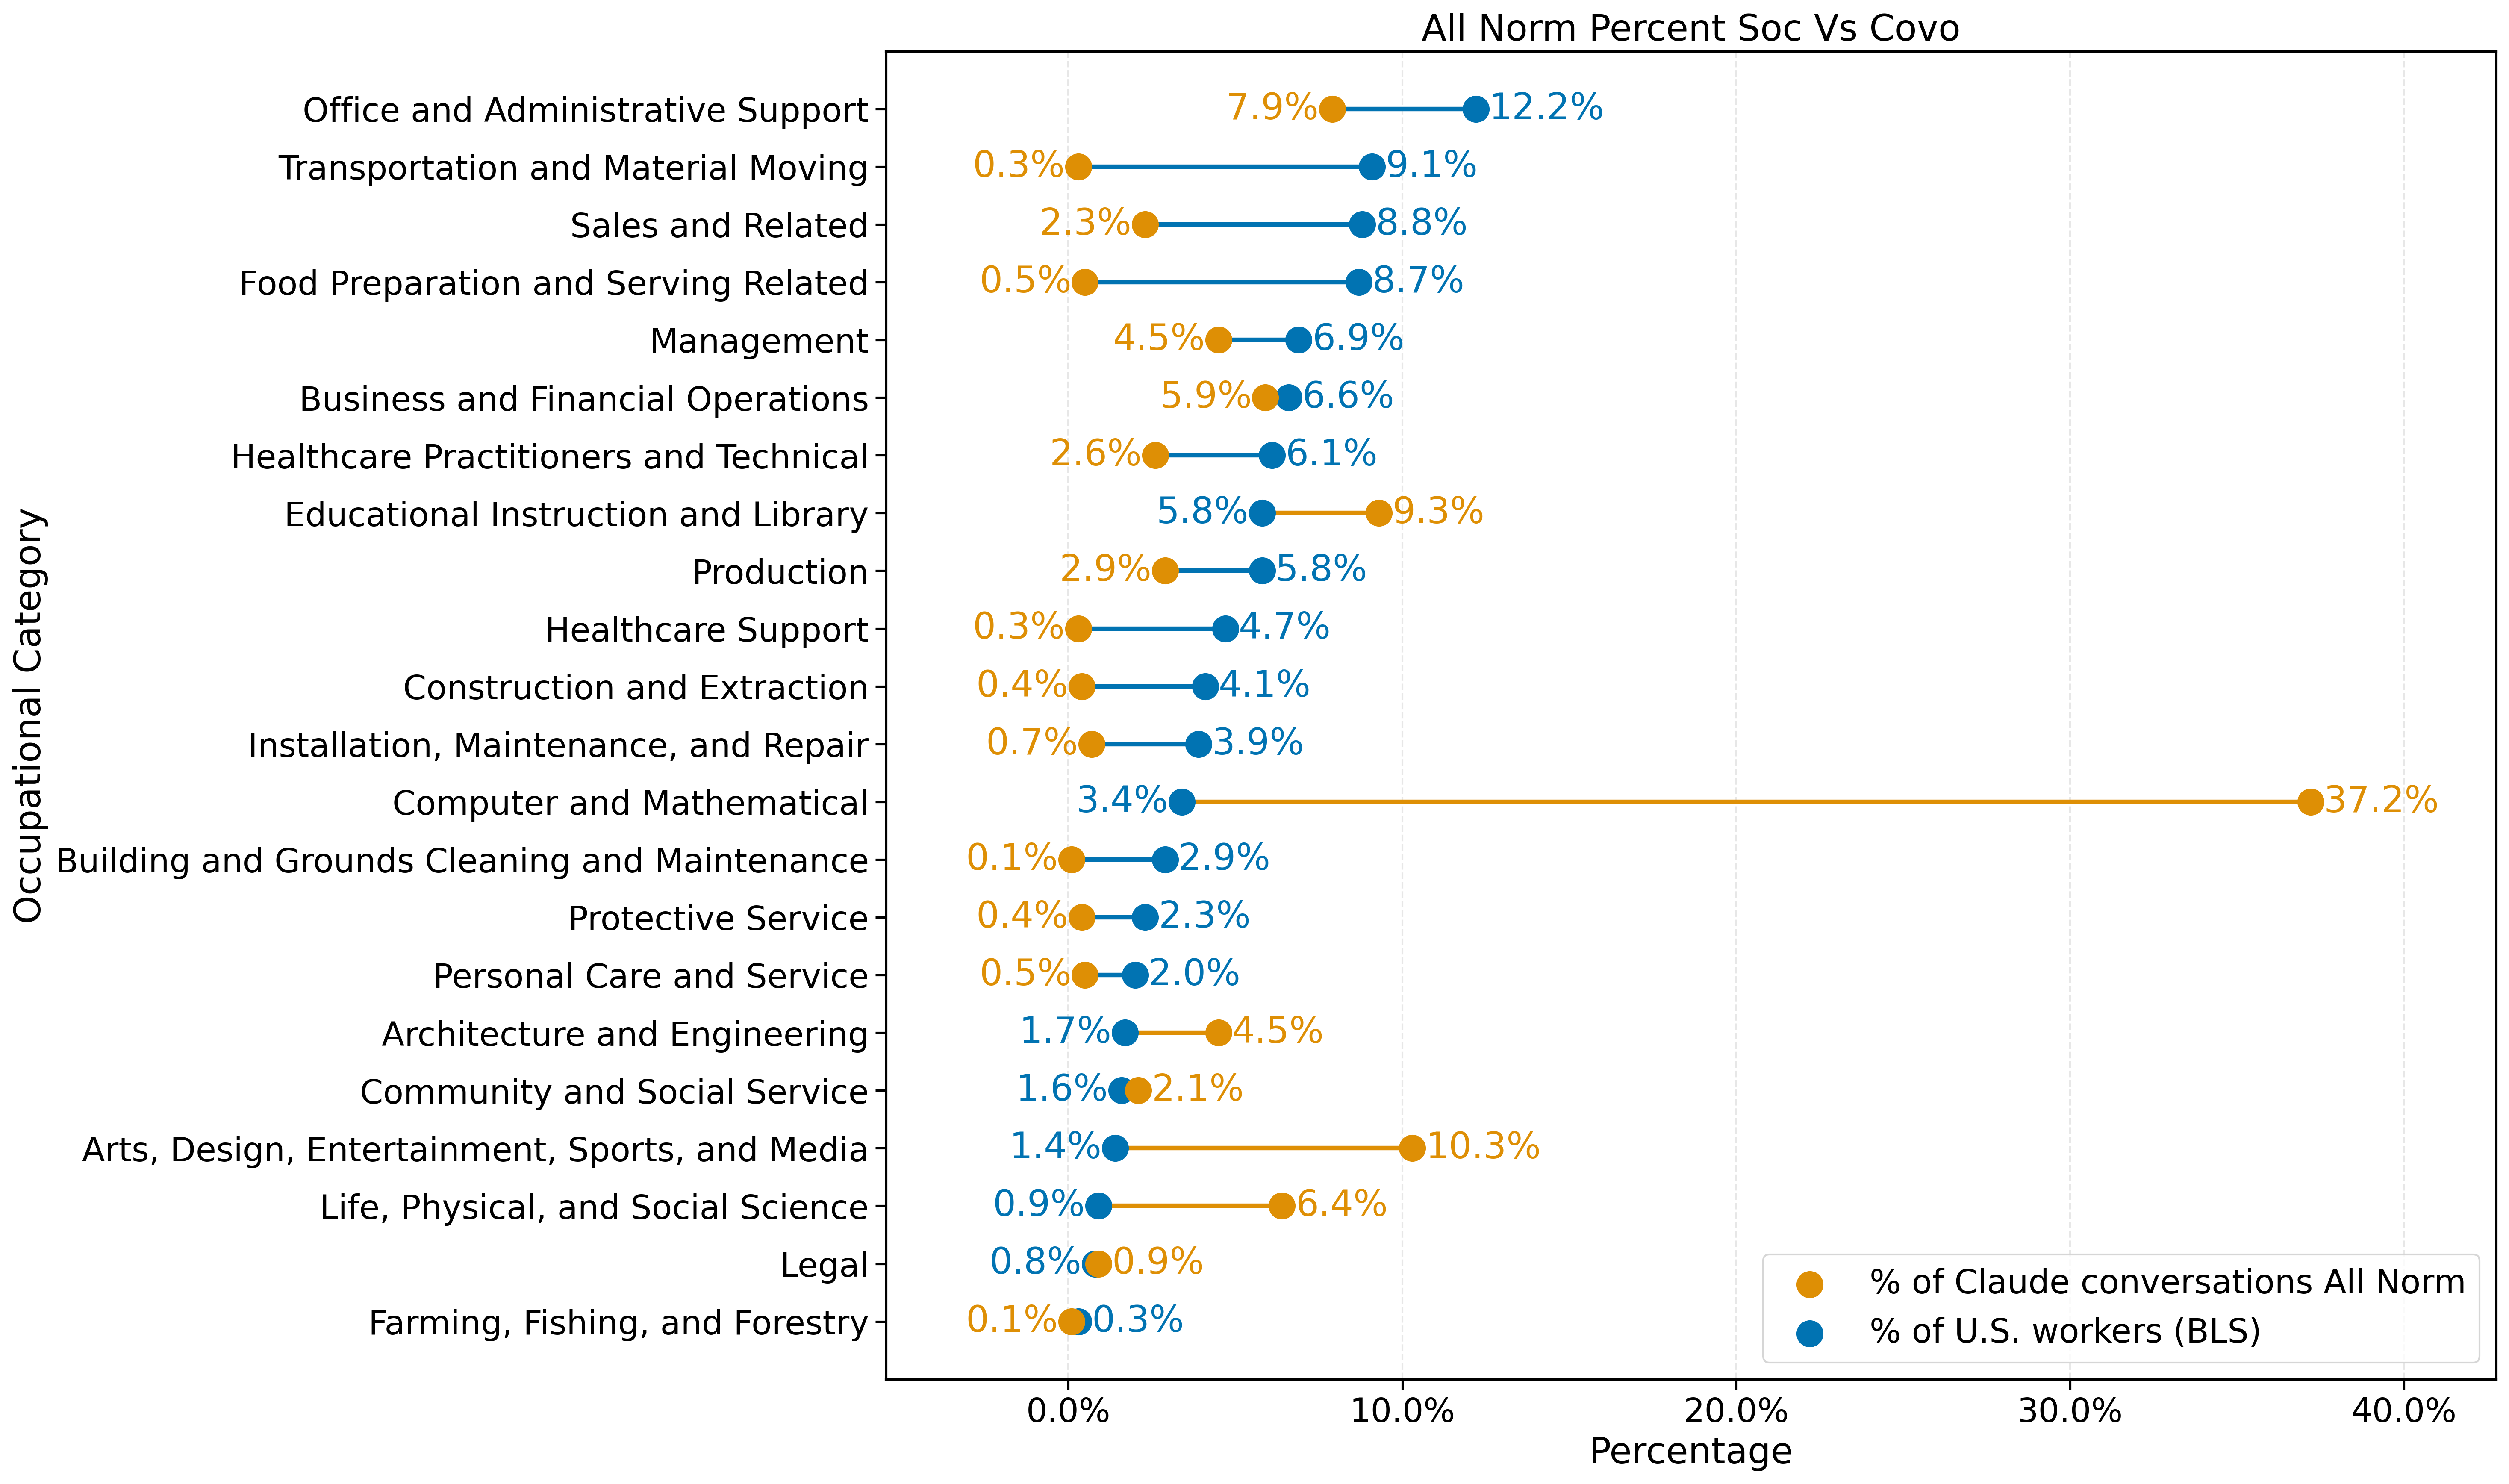 All Norm Percent Soc Vs Covo
Office and Administrative Support 7.9% 12.2%
Transportation and Material Moving 0.3% 9.1%
Sales and Related 2.3% 8.8%
Food Preparation and Serving Related 0.5% 8.7%
Management 4.5% 6.9%
Business and Financial Operations 5.9% 6.6%
Healthcare Practitioners and Technical 2.6% 6.1%
Educational Instruction and Library 5.8% 9.3%
Production 2.9% 5.8%
Healthcare Support 0.3% 4.7%
Construction and Extraction 0.4% 4.1%
Installation, Maintenance, and Repair 0.7% 3.9%
Computer and Mathematical 3.4% 37.2%
Building and Grounds Cleaning and Maintenance 0.1% 2.9%
Protective Service 0.4% 2.3%
Personal Care and Service 0.5% 2.0%
Architecture and Engineering 1.7% 4.5%
Community and Social Service 1.6% 2.1%
Arts, Design, Entertainment, Sports, and Media 1.4% 10.3%
Life, Physical, and Social Science 0.9% 6.4%
Legal 0.8% 0.9%
Farming, Fishing, and Forestry 0.1% 0.3%
Occupational Category
% of Claude conversations All Norm
% of U.S. workers (BLS)
0.0% 10.0% 20.0% 30.0% 40.0%
Percentage